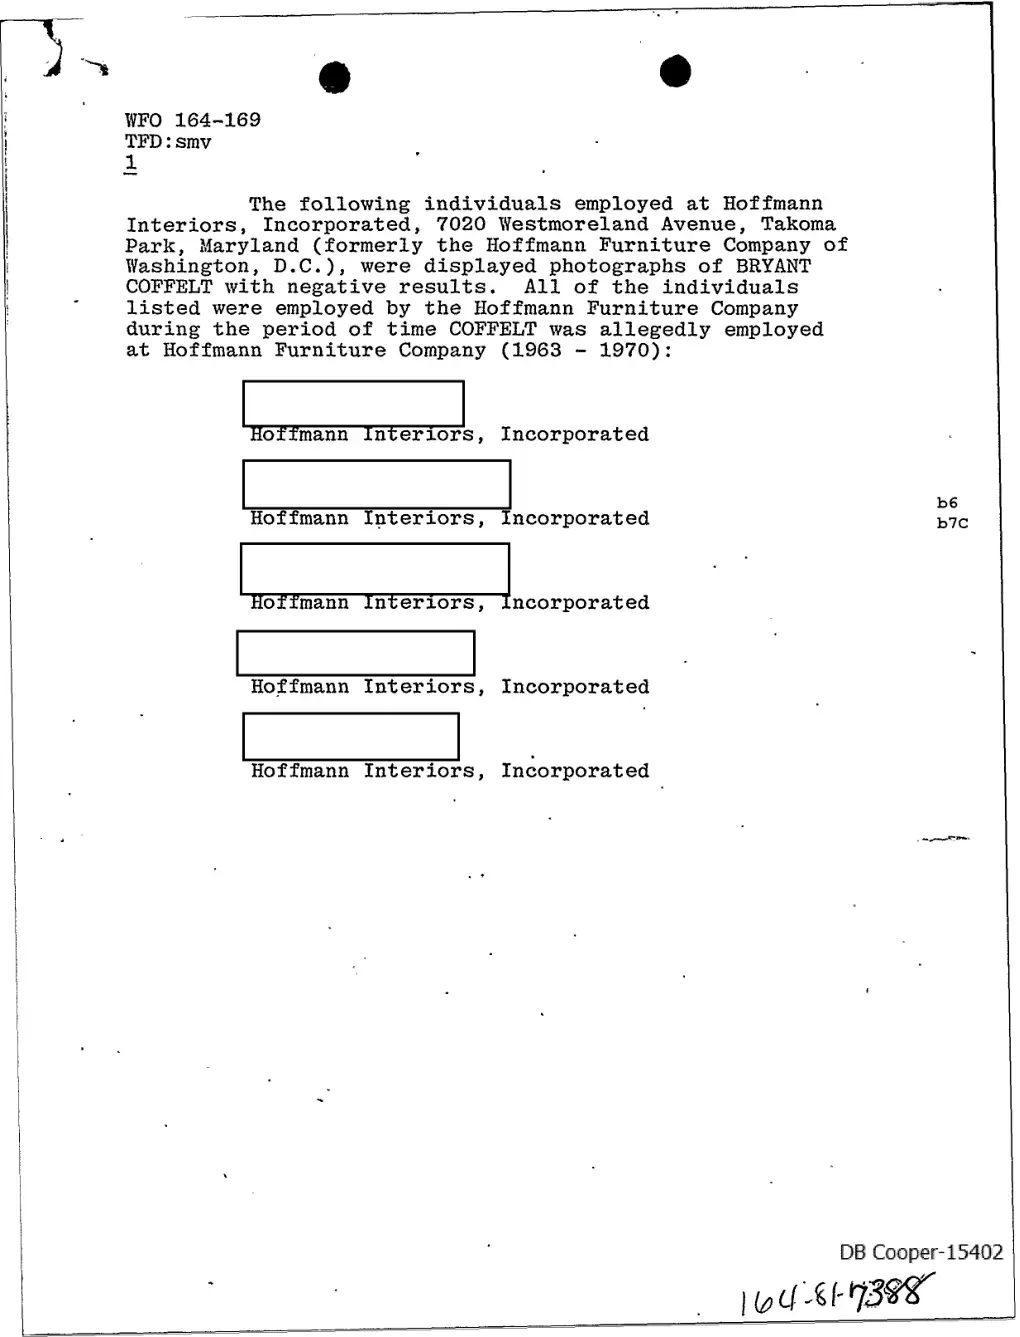 WFO 164-169
TFD:smv
1
The following individuals employed at Hoffmann
Interiors, Incorporated, 7020 Westmoreland Avenue, Takoma
Park, Maryland (formerly the Hoffmann Furniture Company of
Washington, D.C.), were displayed photographs of BRYANT
COFFELT with negative results. All of the individuals
listed were employed by the Hoffmann Furniture Company
during the period of time COFFELT was allegedly employed
at Hoffmann Furniture Company (1963 - 1970):
Hoffmann Interiors, Incorporated
Hoffmann Interiors, Incorporated
b6
b7C
Hoffmann Interiors, Incorporated
Hoffmann Interiors, Incorporated
Hoffmann Interiors, Incorporated
DB Cooper-15402
164-81-7388